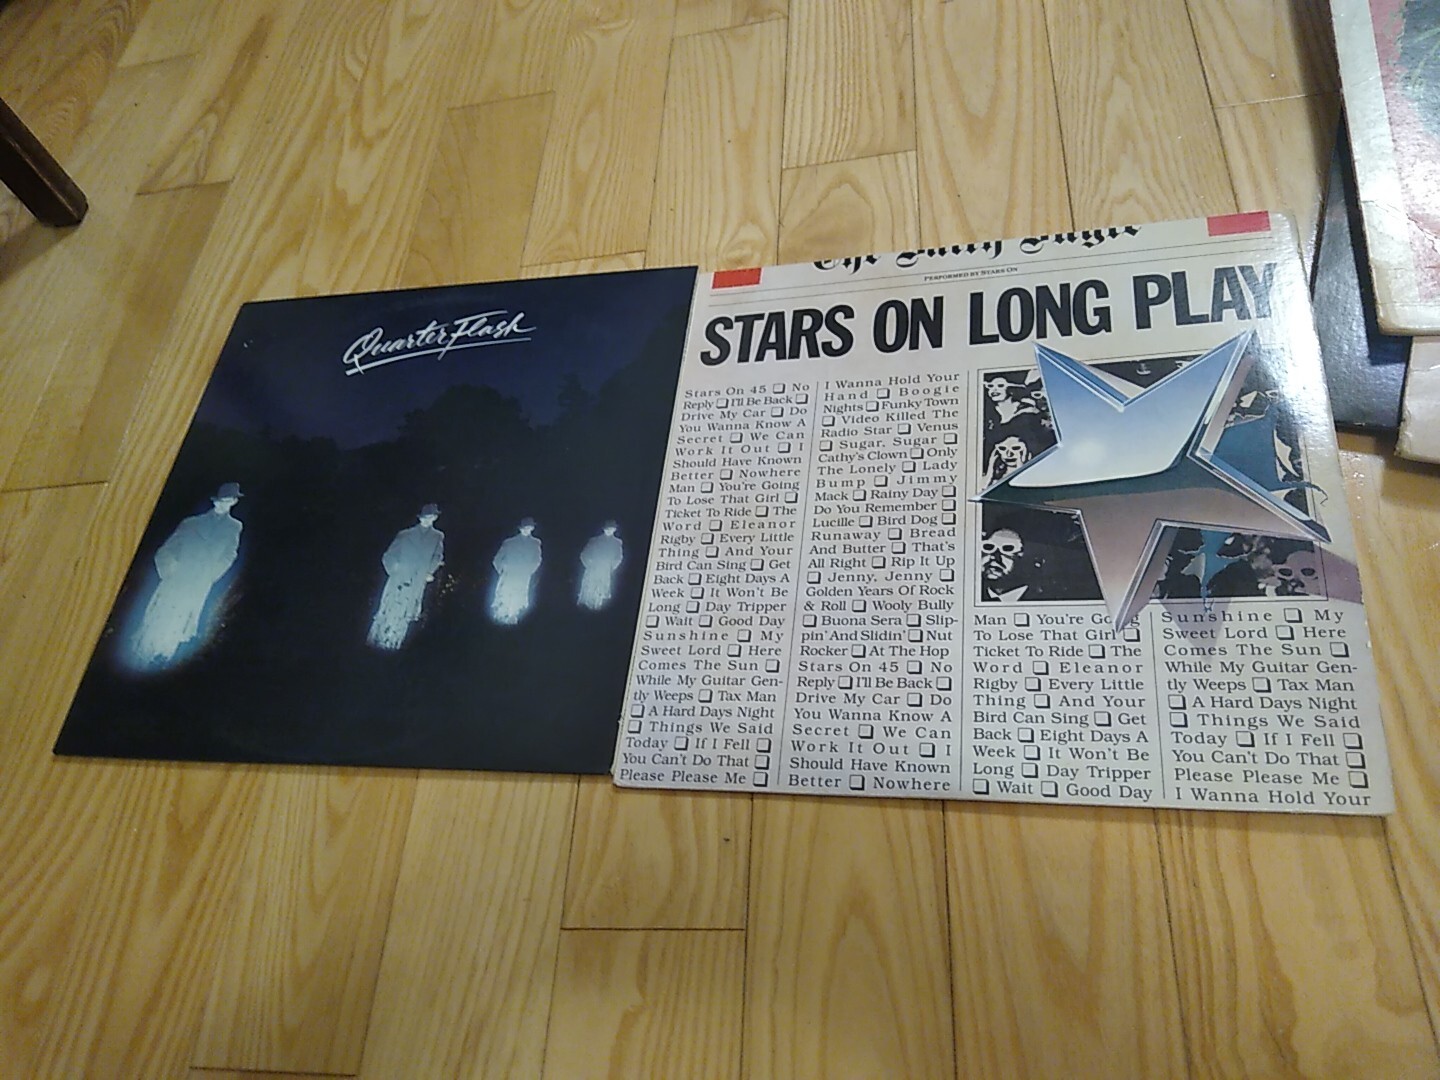 Quarterflash
PERFORMED BY STARS ON
STARS ON LONG PLAY
Stars On 45 ❏ No
Reply ❏ I'll Be Back ❏
Drive My Car ❏ Do
You Wanna Know A
Secret ❏ We Can
Work It Out ❏ I
Should Have Known
Better ❏ Nowhere
Man ❏ You're Going
To Lose That Girl ❏
Ticket To Ride ❏ The
Word ❏ Eleanor
Rigby ❏ Every Little
Thing ❏ And Your
Bird Can Sing ❏ Get
Back ❏ Eight Days A
Week ❏ It Won't Be
Long ❏ Day Tripper
❏ Wait ❏ Good Day
Sunshine ❏ My
Sweet Lord ❏ Here
Comes The Sun ❏
While My Guitar Gen-
tly Weeps ❏ Tax Man
❏ A Hard Days Night
❏ Things We Said
Today ❏ If I Fell ❏
You Can't Do That ❏
Please Please Me ❏
I Wanna Hold Your
Hand ❏ Boogie
Nights ❏ Funky Town
❏ Video Killed The
Radio Star ❏ Venus
❏ Sugar, Sugar ❏
Cathy's Clown ❏ Only
The Lonely ❏ Lady
Bump ❏ Jimmy
Mack ❏ Rainy Day ❏
Do You Remember ❏
Lucille ❏ Bird Dog ❏
Runaway ❏ Bread
And Butter ❏ That's
All Right ❏ Rip It Up
❏ Jenny, Jenny ❏
Golden Years Of Rock
& Roll ❏ Wooly Bully
❏ Buona Sera ❏ Slip-
pin' And Slidin' ❏ Nut
Rocker ❏ At The Hop
Stars On 45 ❏ No
Reply ❏ I'll Be Back ❏
Drive My Car ❏ Do
You Wanna Know A
Secret ❏ We Can
Work It Out ❏ I
Should Have Known
Better ❏ Nowhere
Man ❏ You're Going
To Lose That Girl ❏
Ticket To Ride ❏ The
Word ❏ Eleanor
Rigby ❏ Every Little
Thing ❏ And Your
Bird Can Sing ❏ Get
Back ❏ Eight Days A
Week ❏ It Won't Be
Long ❏ Day Tripper
❏ Wait ❏ Good Day
Sunshine ❏ My
Sweet Lord ❏ Here
Comes The Sun ❏
While My Guitar Gen-
tly Weeps ❏ Tax Man
❏ A Hard Days Night
❏ Things We Said
Today ❏ If I Fell ❏
You Can't Do That ❏
Please Please Me ❏
I Wanna Hold Your